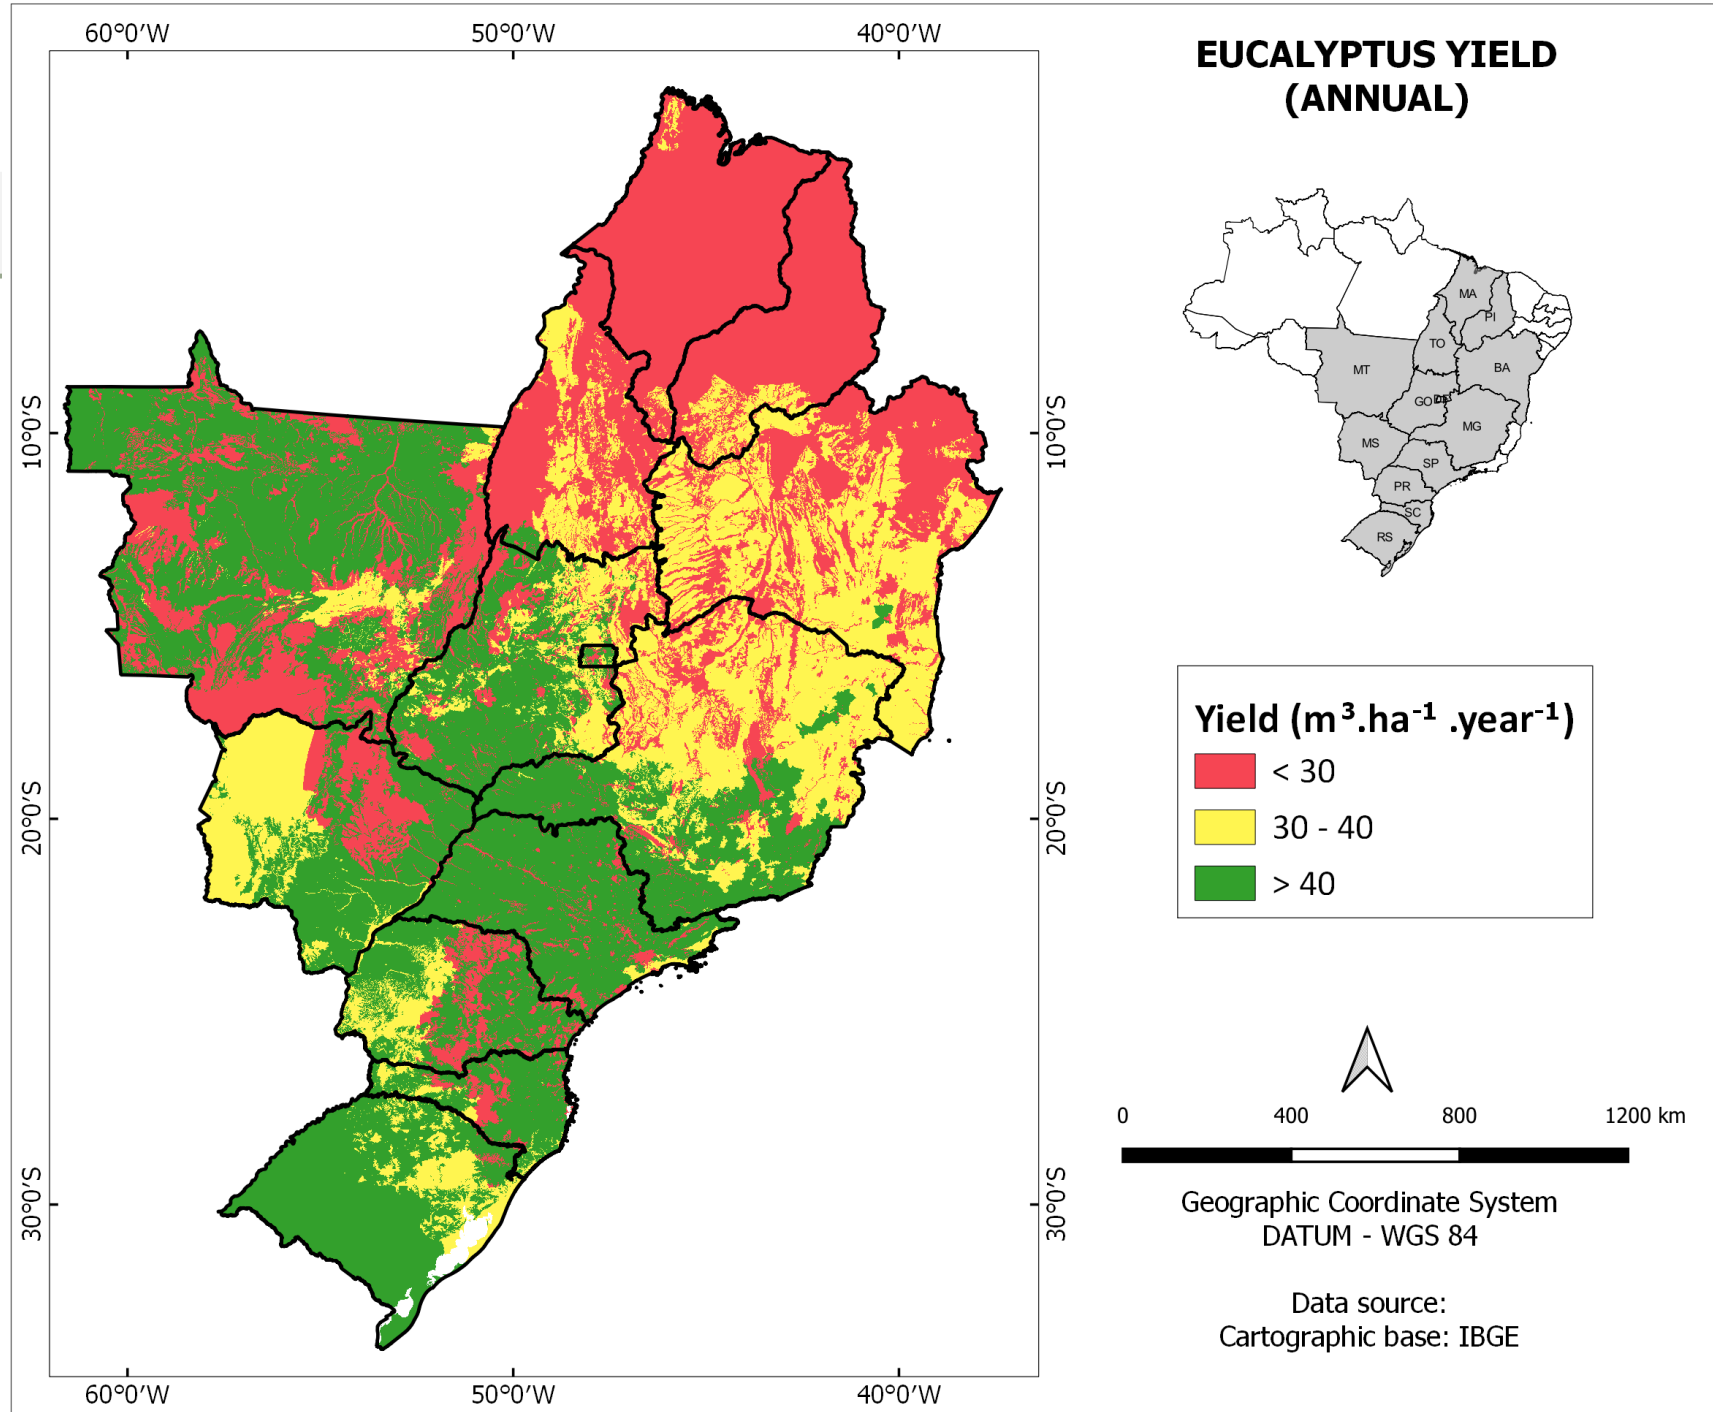 60°0'W 50°0'W 40°0'W
EUCALYPTUS YIELD
(ANNUAL)
10°0'S 10°0'S
20°0'S 20°0'S
30°0'S 30°0'S
60°0'W 50°0'W 40°0'W
MA
PI
TO
BA
MT
GO DF
MG
MS
SP
PR
SC
RS
Yield (m³.ha⁻¹ .year⁻¹)
< 30
30 - 40
> 40
0 400 800 1200 km
Geographic Coordinate System
DATUM - WGS 84
Data source:
Cartographic base: IBGE